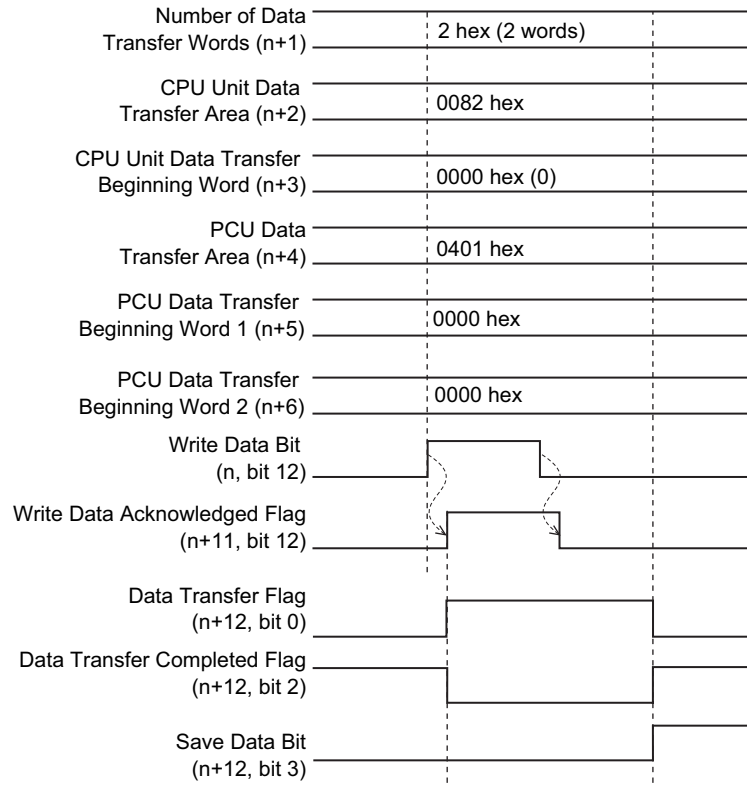 Number of Data
Transfer Words (n+1)
2 hex (2 words)
CPU Unit Data
Transfer Area (n+2)
0082 hex
CPU Unit Data Transfer
Beginning Word (n+3)
0000 hex (0)
PCU Data
Transfer Area (n+4)
0401 hex
PCU Data Transfer
Beginning Word 1 (n+5)
0000 hex
PCU Data Transfer
Beginning Word 2 (n+6)
0000 hex
Write Data Bit
(n, bit 12)
Write Data Acknowledged Flag
(n+11, bit 12)
Data Transfer Flag
(n+12, bit 0)
Data Transfer Completed Flag
(n+12, bit 2)
Save Data Bit
(n+12, bit 3)